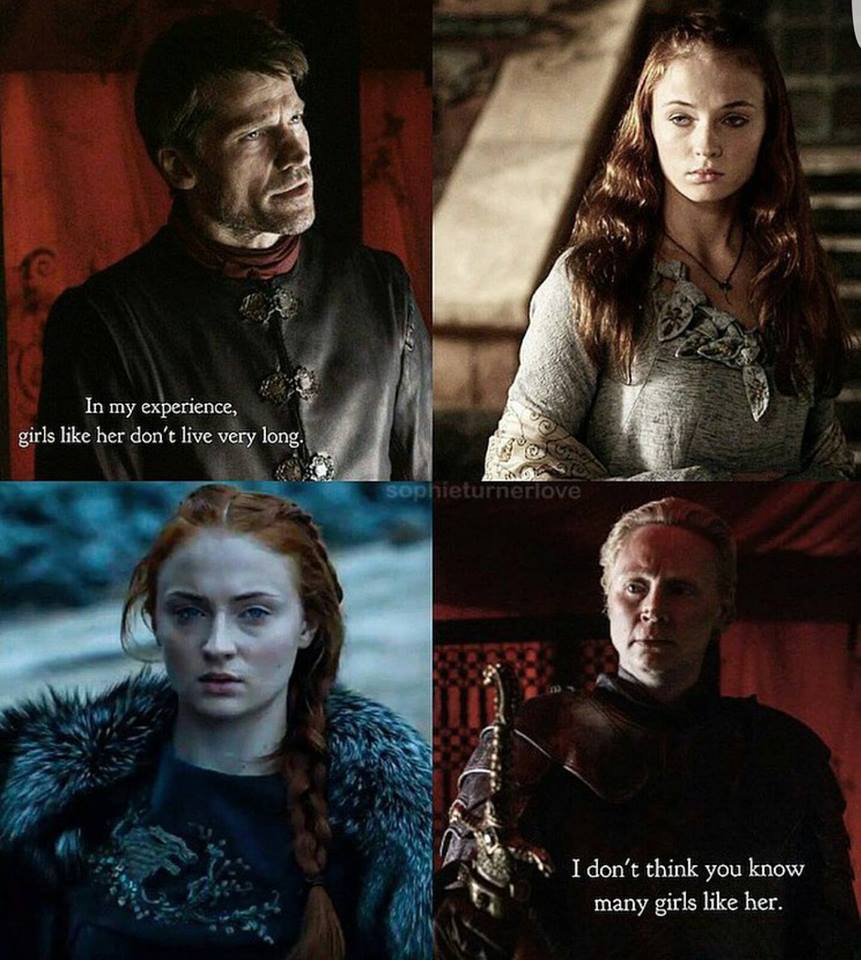 In my experience,
girls like her don't live very long.
sophieturnerlove
I don't think you know
many girls like her.